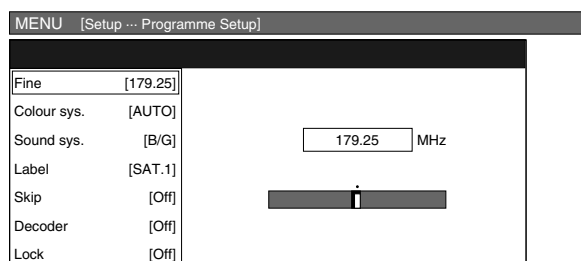 MENU [Setup ··· Programme Setup]
Fine [179.25]
Colour sys. [AUTO]
Sound sys. [B/G]
179.25 MHz
Label [SAT.1]
Skip [Off]
Decoder [Off]
Lock [Off]